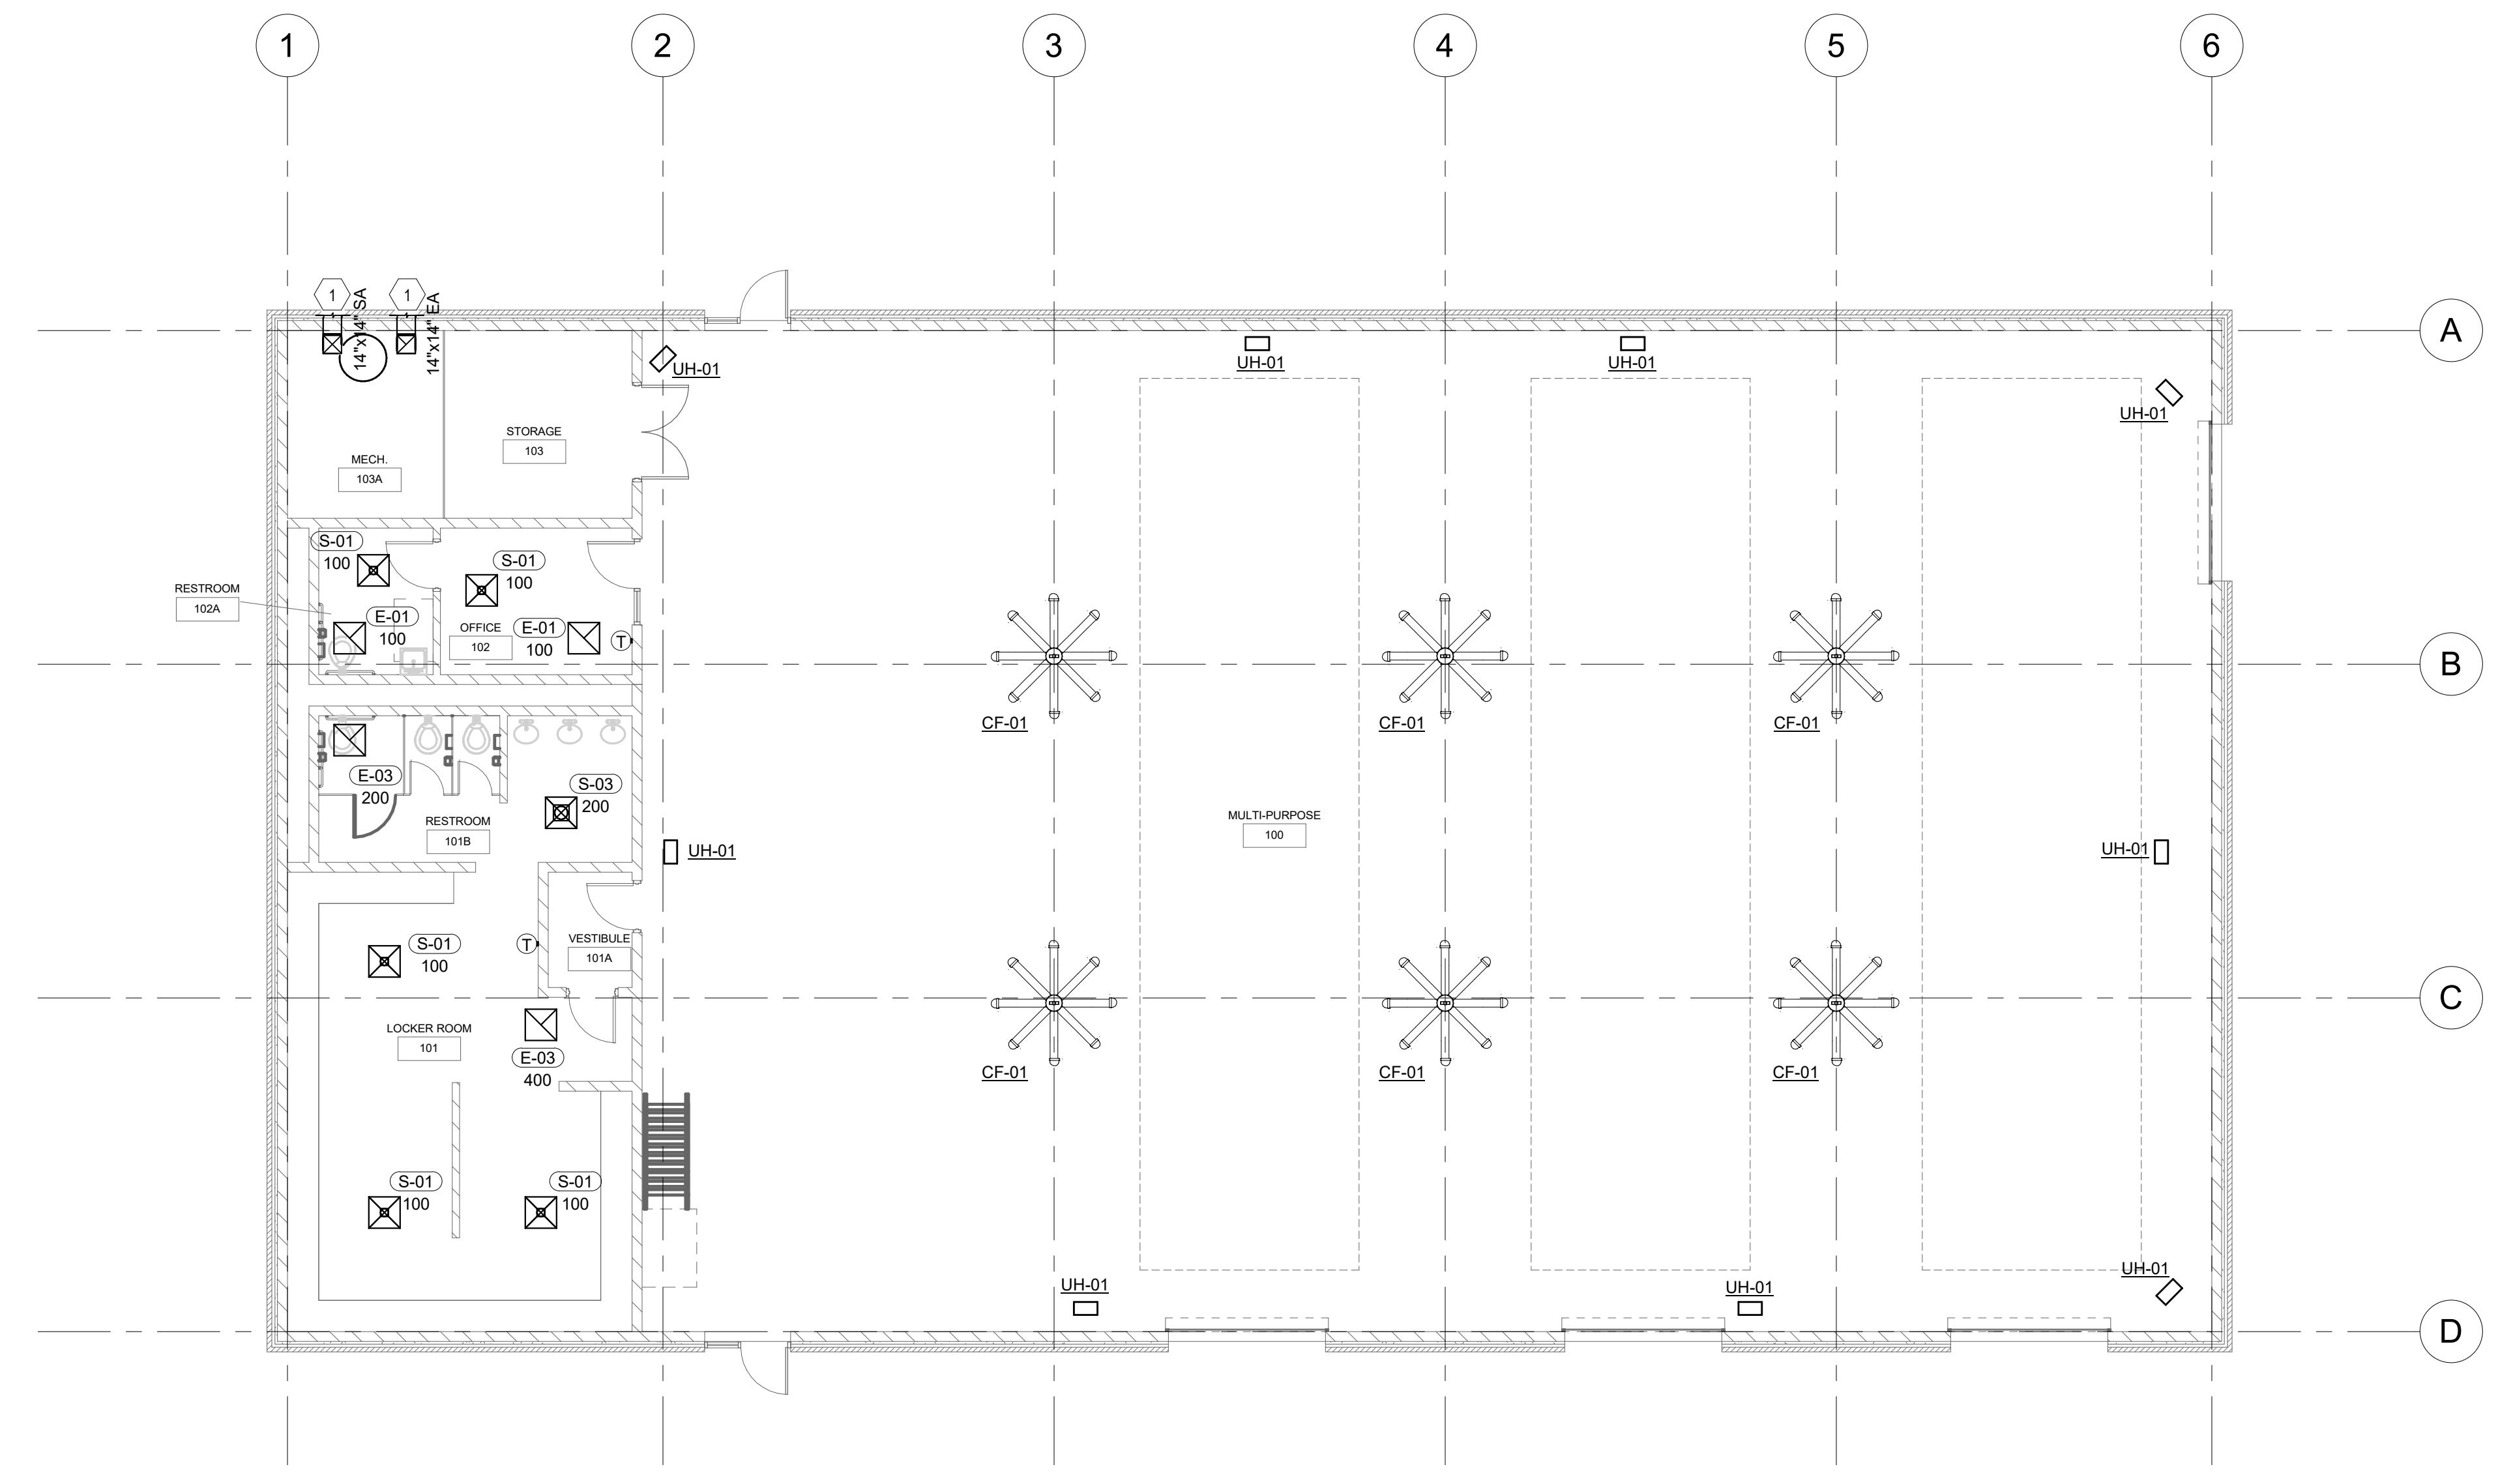 1
2
3
4
5
6
1
14"x14" SA
1
14"x14" EA
A
UH-01
UH-01
UH-01
UH-01
STORAGE
103
MECH.
103A
S-01
100
S-01
100
RESTROOM
102A
E-01
100
OFFICE
102
E-01
100
T
B
CF-01
CF-01
CF-01
E-03
200
S-03
200
RESTROOM
101B
MULTI-PURPOSE
100
UH-01
UH-01
S-01
100
T
VESTIBULE
101A
C
LOCKER ROOM
101
E-03
400
CF-01
CF-01
CF-01
S-01
100
S-01
100
UH-01
UH-01
UH-01
D